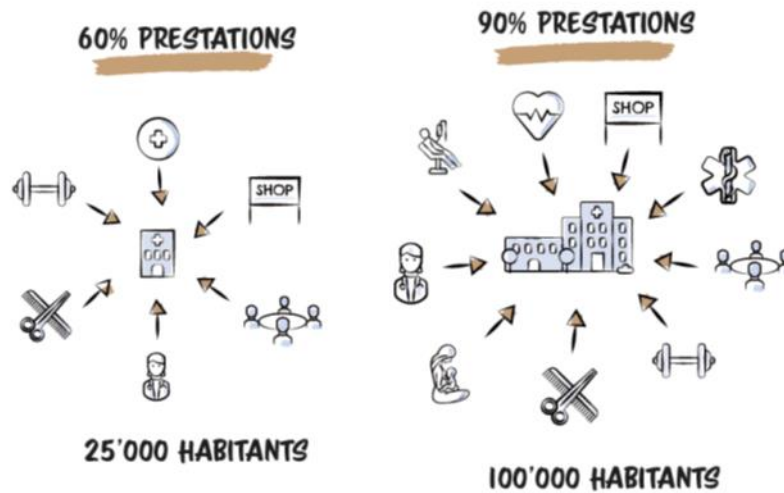 60% PRESTATIONS
SHOP
25'000 HABITANTS
90% PRESTATIONS
SHOP
100'000 HABITANTS